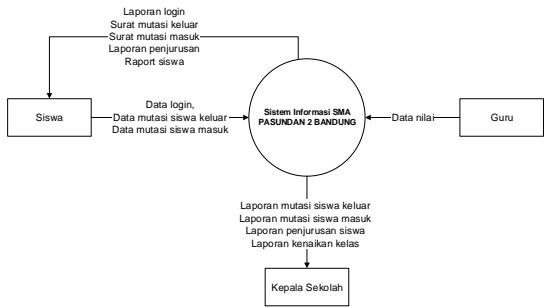 Laporan login
Surat mutasi keluar
Surat mutasi masuk
Laporan penjurusan
Raport siswa
Siswa
Data login,
Data mutasi siswa keluar
Data mutasi siswa masuk
Sistem Informasi SMA
PASUNDAN 2 BANDUNG
Data nilai
Guru
Laporan mutasi siswa keluar
Laporan mutasi siswa masuk
Laporan penjurusan siswa
Laporan kenaikan kelas
Kepala Sekolah